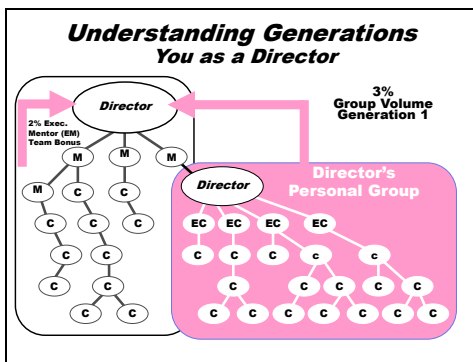 Understanding Generations
You as a Director
Director
2% Exec.
Mentor (EM)
Team Bonus
3%
Group Volume
Generation 1
M M M
M C C
C C C
C C
C C
C C
Director's
Personal Group
Director
EC EC EC EC
C C C c c
C C C C C
C C C C C C C